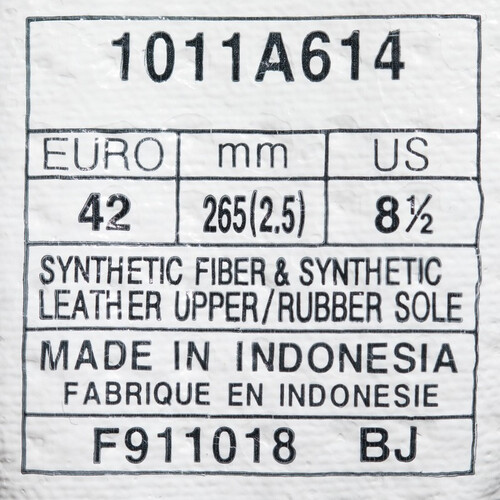 1011A614
EURO mm US
42 265(2.5) 8½
SYNTHETIC FIBER & SYNTHETIC
LEATHER UPPER/RUBBER SOLE
MADE IN INDONESIA
FABRIQUE EN INDONESIE
F911018 BJ